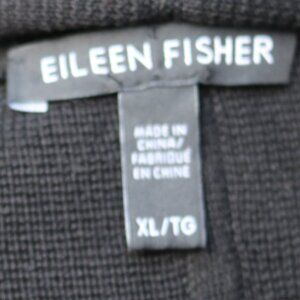 EILEEN FISHER
MADE IN
CHINA/
FABRIQUÉ
EN CHINE
XL/TG